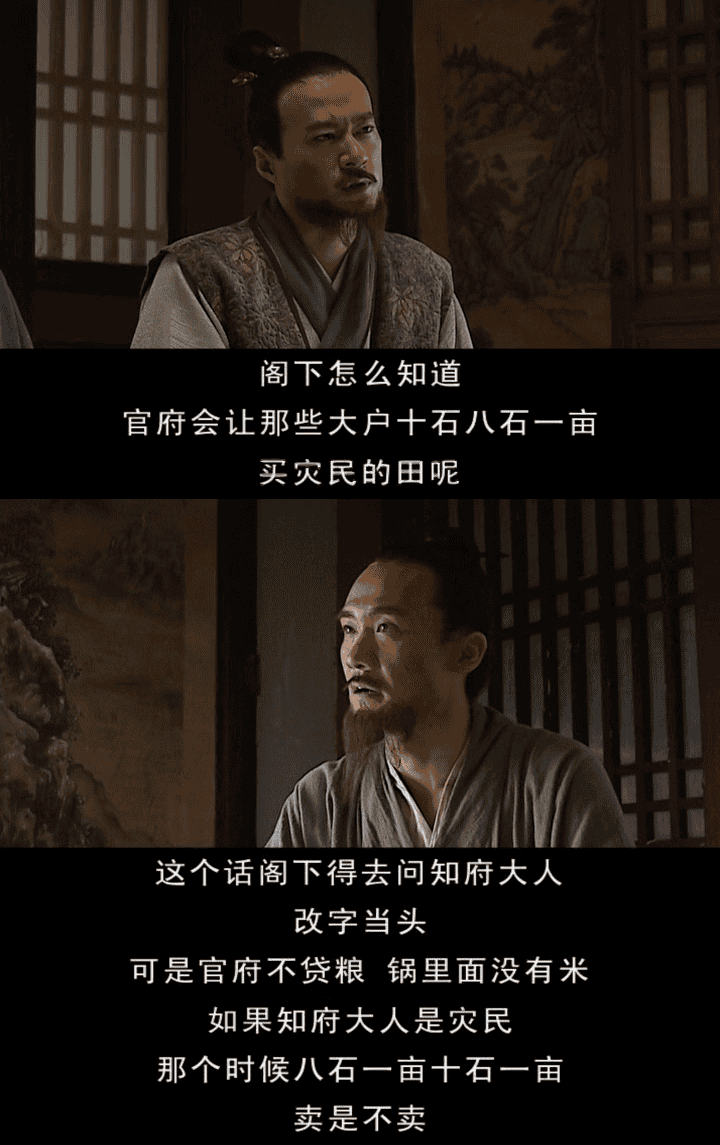 阁下怎么知道
官府会让那些大户十石八石一亩
买灾民的田呢
这个话阁下得去问知府大人
改字当头
可是官府不贷粮 锅里面没有米
如果知府大人是灾民
那个时候八石一亩十石一亩
卖是不卖